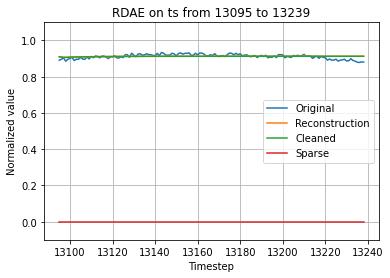 RDAE on ts from 13095 to 13239
1.0
0.8
0.6
0.4
0.2
0.0
Normalized value
Original
Reconstruction
Cleaned
Sparse
13100 13120 13140 13160 13180 13200 13220 13240
Timestep